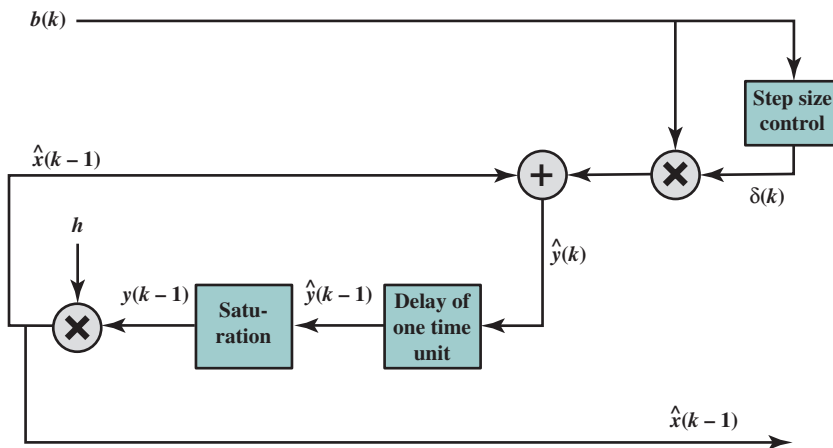 b(k)
Step size
control
x̂(k – 1)
+
×
δ(k)
h
ŷ(k)
y(k – 1)
ŷ(k – 1)
×
Satu-
ration
Delay of
one time
unit
x̂(k – 1)